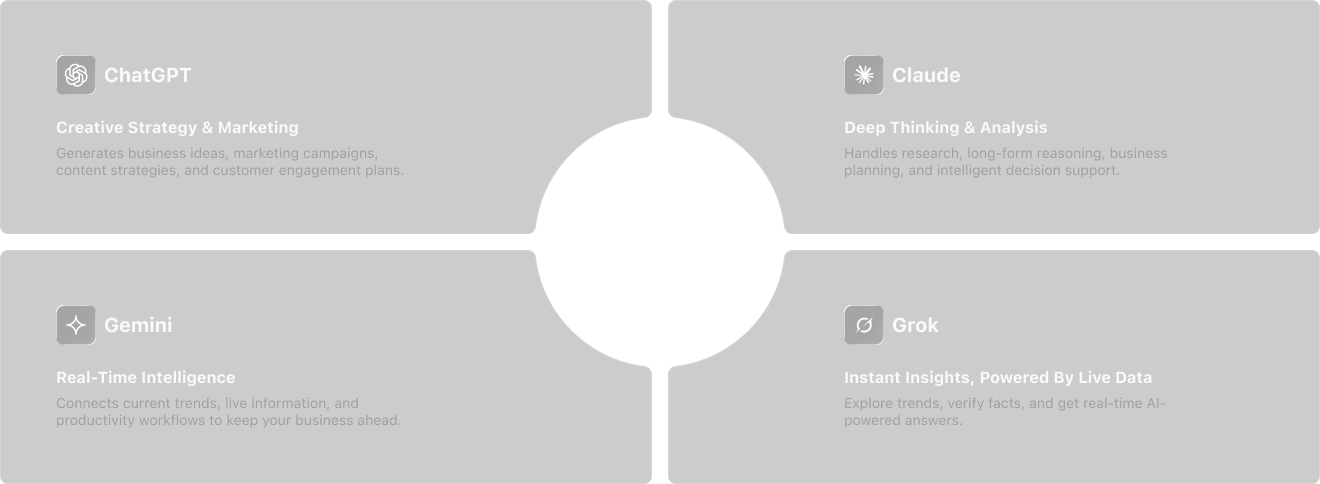 ChatGPT
Creative Strategy & Marketing
Generates business ideas, marketing campaigns,
content strategies, and customer engagement plans.
Claude
Deep Thinking & Analysis
Handles research, long-form reasoning, business
planning, and intelligent decision support.
Gemini
Real-Time Intelligence
Connects current trends, live information, and
productivity workflows to keep your business ahead.
Grok
Instant Insights, Powered By Live Data
Explore trends, verify facts, and get real-time AI-
powered answers.